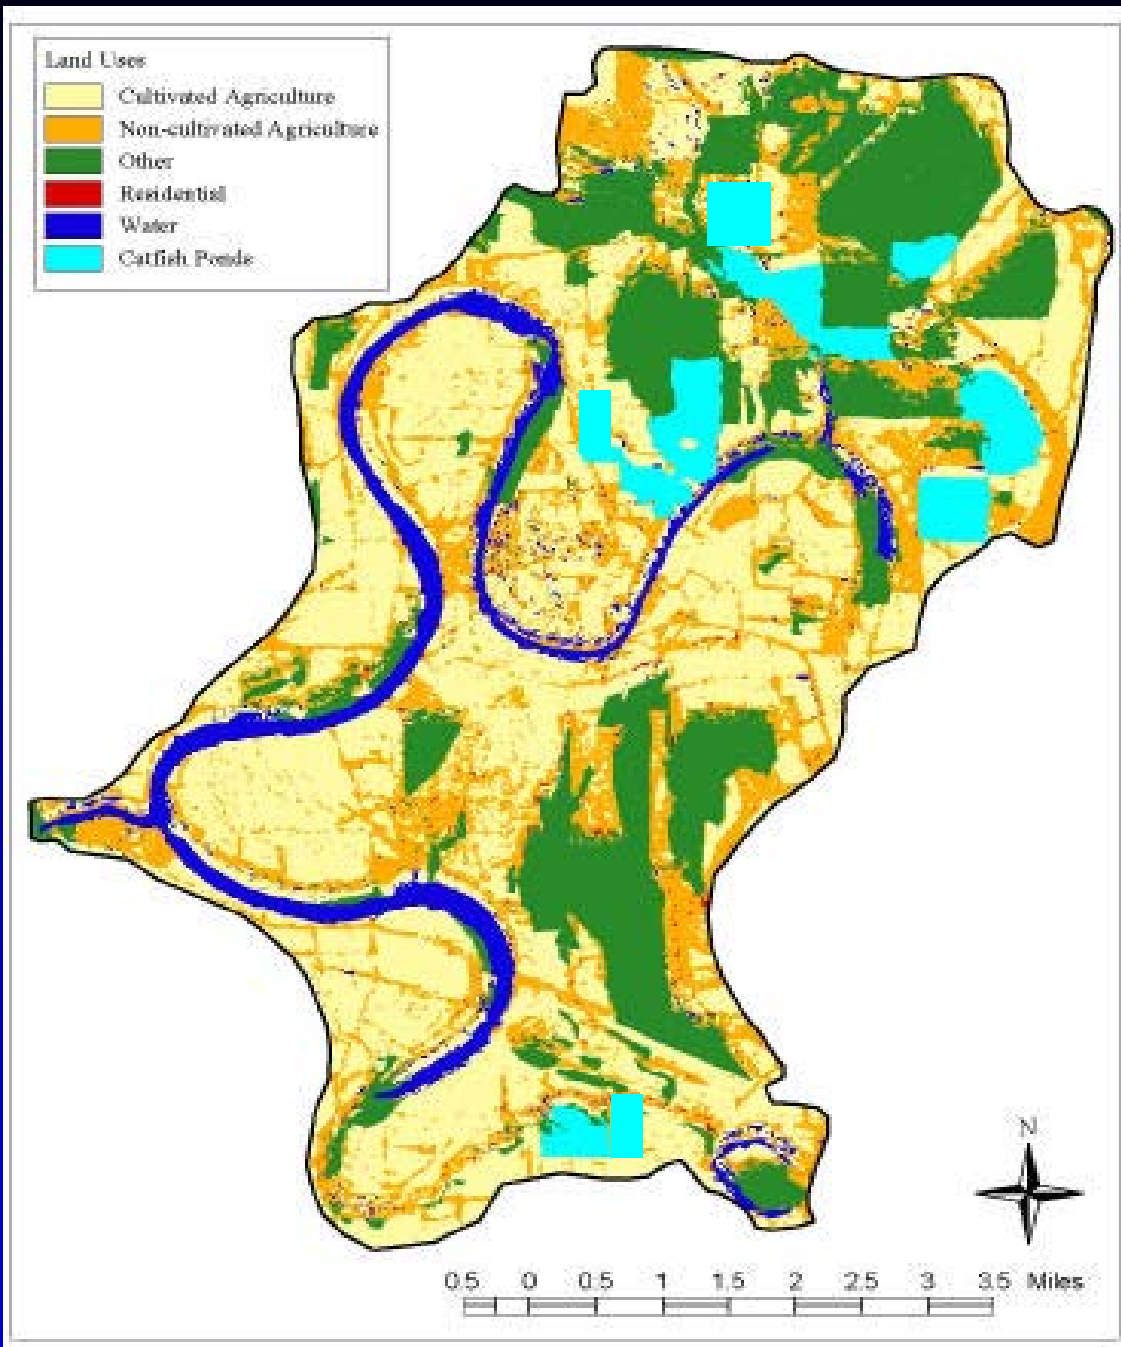 Land Uses
Cultivated Agriculture
Non-cultivated Agriculture
Other
Residential
Water
Catfish Ponds
N
0.5 0 0.5 1 1.5 2 2.5 3 3.5 Miles